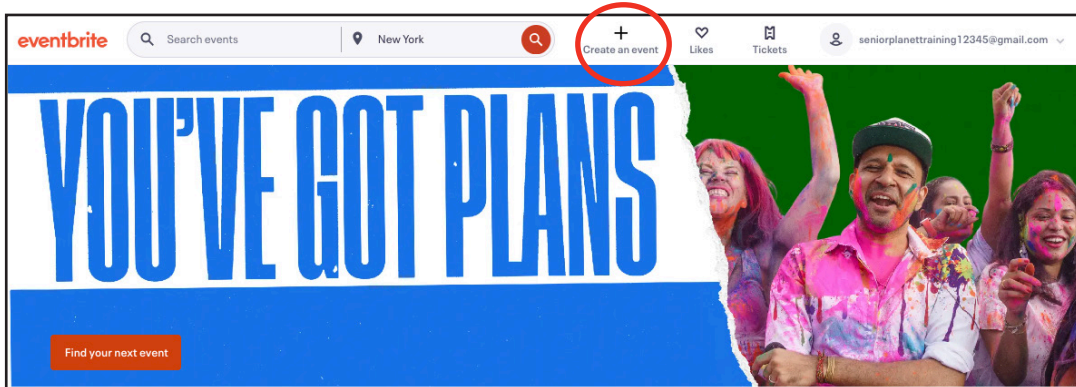 eventbrite
Search events
New York
Create an event
Likes
Tickets
seniorplanettraining12345@gmail.com
YOU'VE GOT PLANS
Find your next event